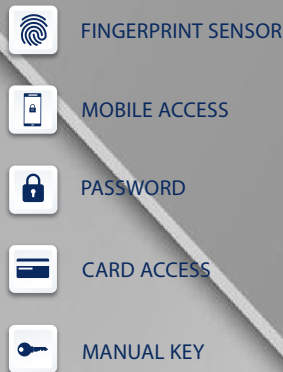 FINGERPRINT SENSOR
MOBILE ACCESS
PASSWORD
CARD ACCESS
MANUAL KEY